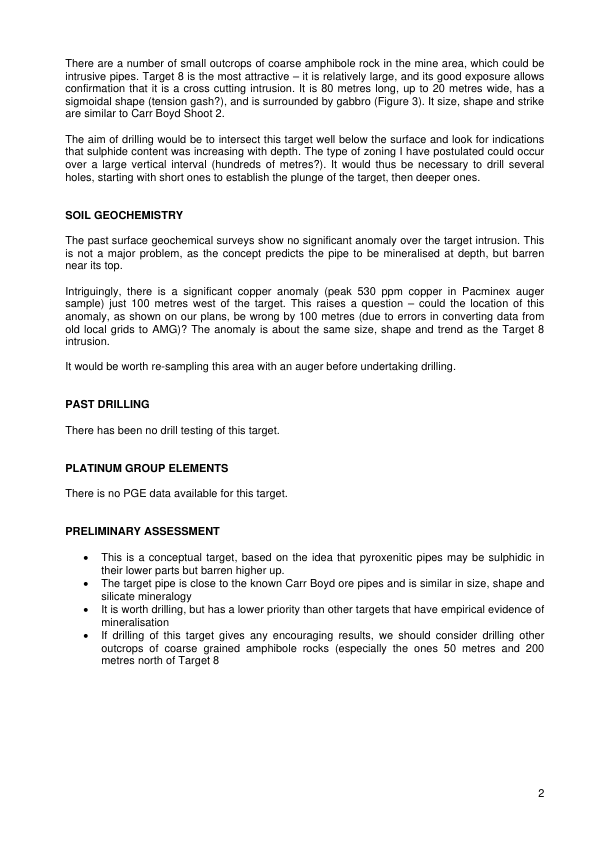 There are a number of small outcrops of coarse amphibole rock in the mine area, which could be
intrusive pipes. Target 8 is the most attractive – it is relatively large, and its good exposure allows
confirmation that it is a cross cutting intrusion. It is 80 metres long, up to 20 metres wide, has a
sigmoidal shape (tension gash?), and is surrounded by gabbro (Figure 3). It size, shape and strike
are similar to Carr Boyd Shoot 2.
The aim of drilling would be to intersect this target well below the surface and look for indications
that sulphide content was increasing with depth. The type of zoning I have postulated could occur
over a large vertical interval (hundreds of metres?). It would thus be necessary to drill several
holes, starting with short ones to establish the plunge of the target, then deeper ones.
SOIL GEOCHEMISTRY
The past surface geochemical surveys show no significant anomaly over the target intrusion. This
is not a major problem, as the concept predicts the pipe to be mineralised at depth, but barren
near its top.
Intriguingly, there is a significant copper anomaly (peak 530 ppm copper in Pacminex auger
sample) just 100 metres west of the target. This raises a question – could the location of this
anomaly, as shown on our plans, be wrong by 100 metres (due to errors in converting data from
old local grids to AMG)? The anomaly is about the same size, shape and trend as the Target 8
intrusion.
It would be worth re-sampling this area with an auger before undertaking drilling.
PAST DRILLING
There has been no drill testing of this target.
PLATINUM GROUP ELEMENTS
There is no PGE data available for this target.
PRELIMINARY ASSESSMENT
• This is a conceptual target, based on the idea that pyroxenitic pipes may be sulphidic in
their lower parts but barren higher up.
• The target pipe is close to the known Carr Boyd ore pipes and is similar in size, shape and
silicate mineralogy
• It is worth drilling, but has a lower priority than other targets that have empirical evidence of
mineralisation
• If drilling of this target gives any encouraging results, we should consider drilling other
outcrops of coarse grained amphibole rocks (especially the ones 50 metres and 200
metres north of Target 8
2